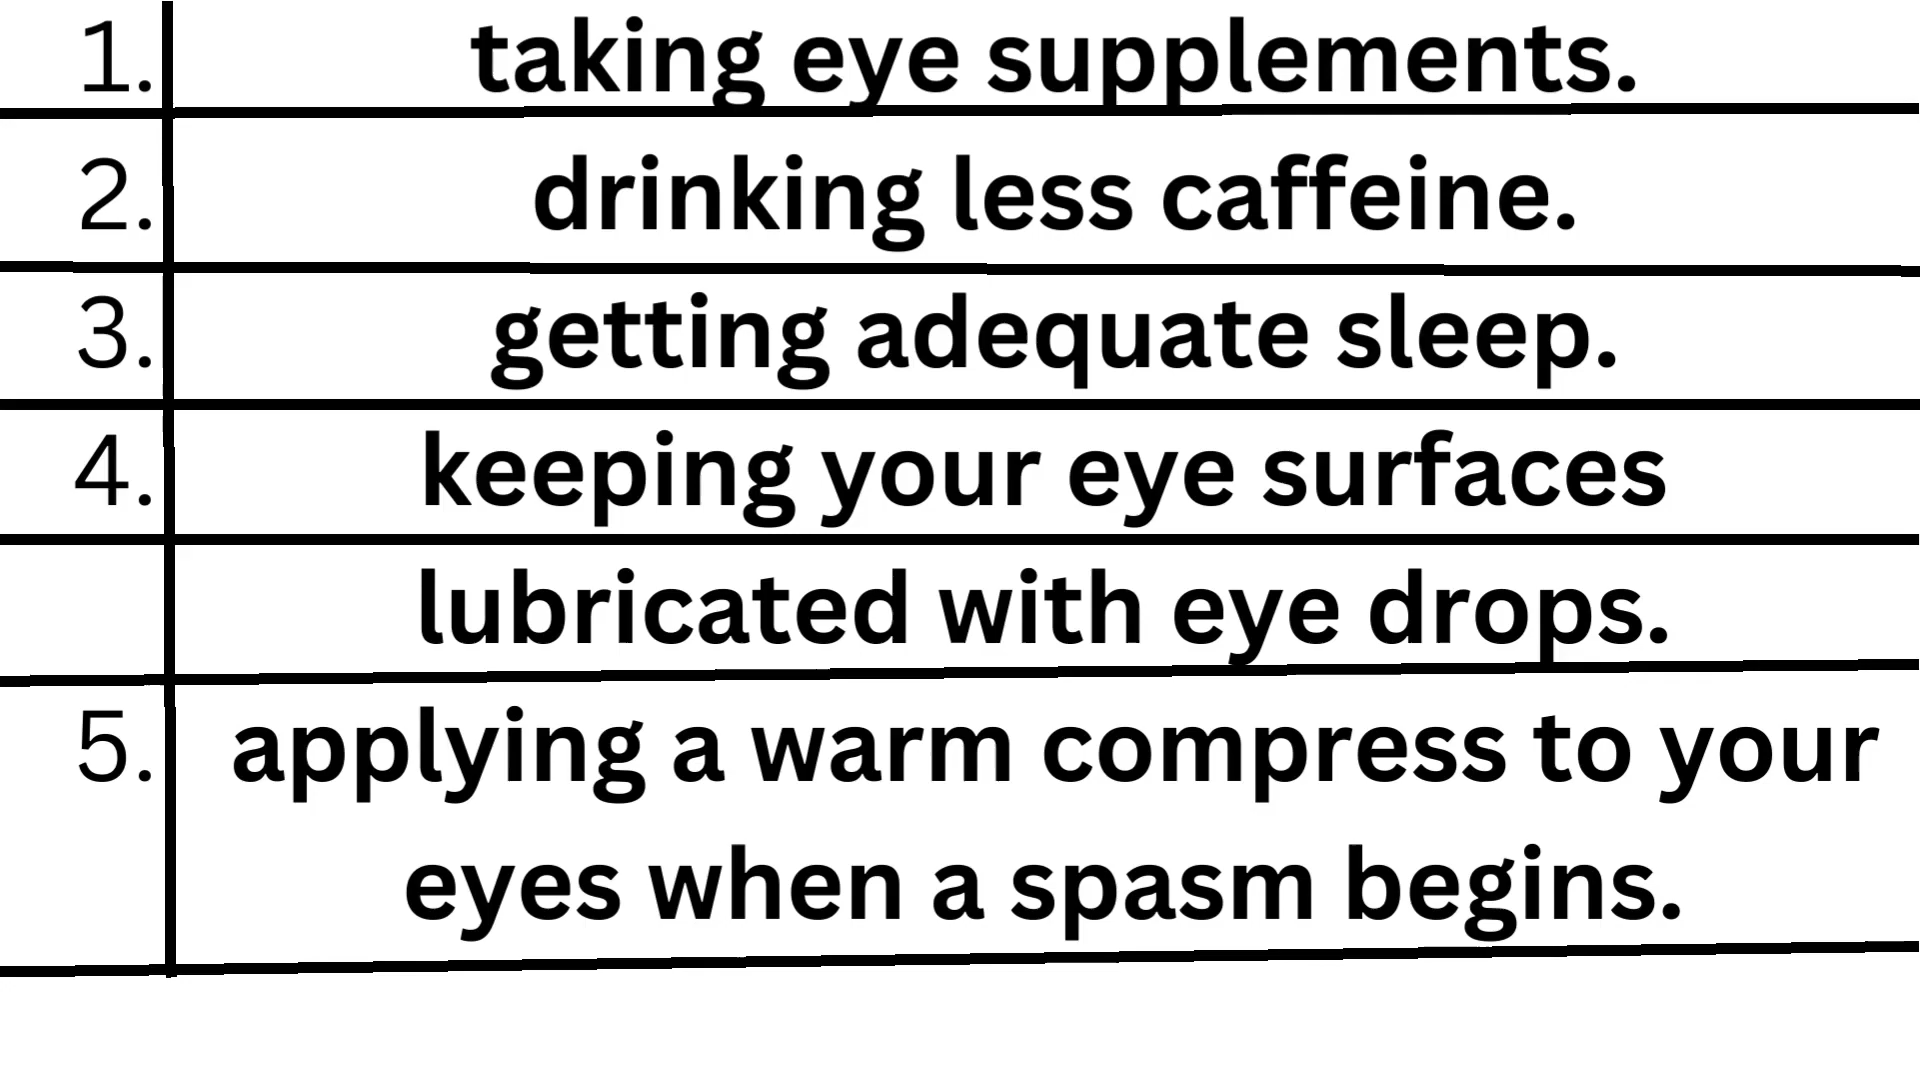 1. taking eye supplements.
2. drinking less caffeine.
3. getting adequate sleep.
4. keeping your eye surfaces
lubricated with eye drops.
5. applying a warm compress to your
eyes when a spasm begins.